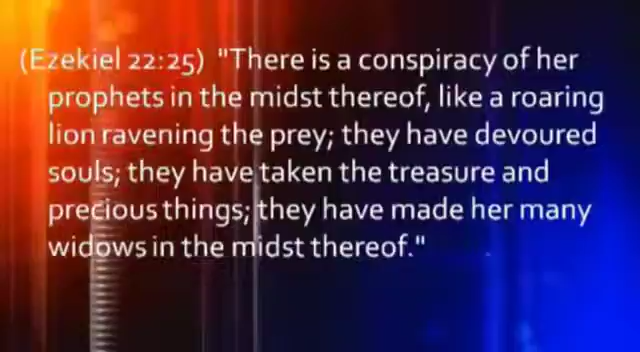 (Ezekiel 22:25) "There is a conspiracy of her
prophets in the midst thereof, like a roaring
lion ravening the prey; they have devoured
souls; they have taken the treasure and
precious things; they have made her many
widows in the midst thereof."